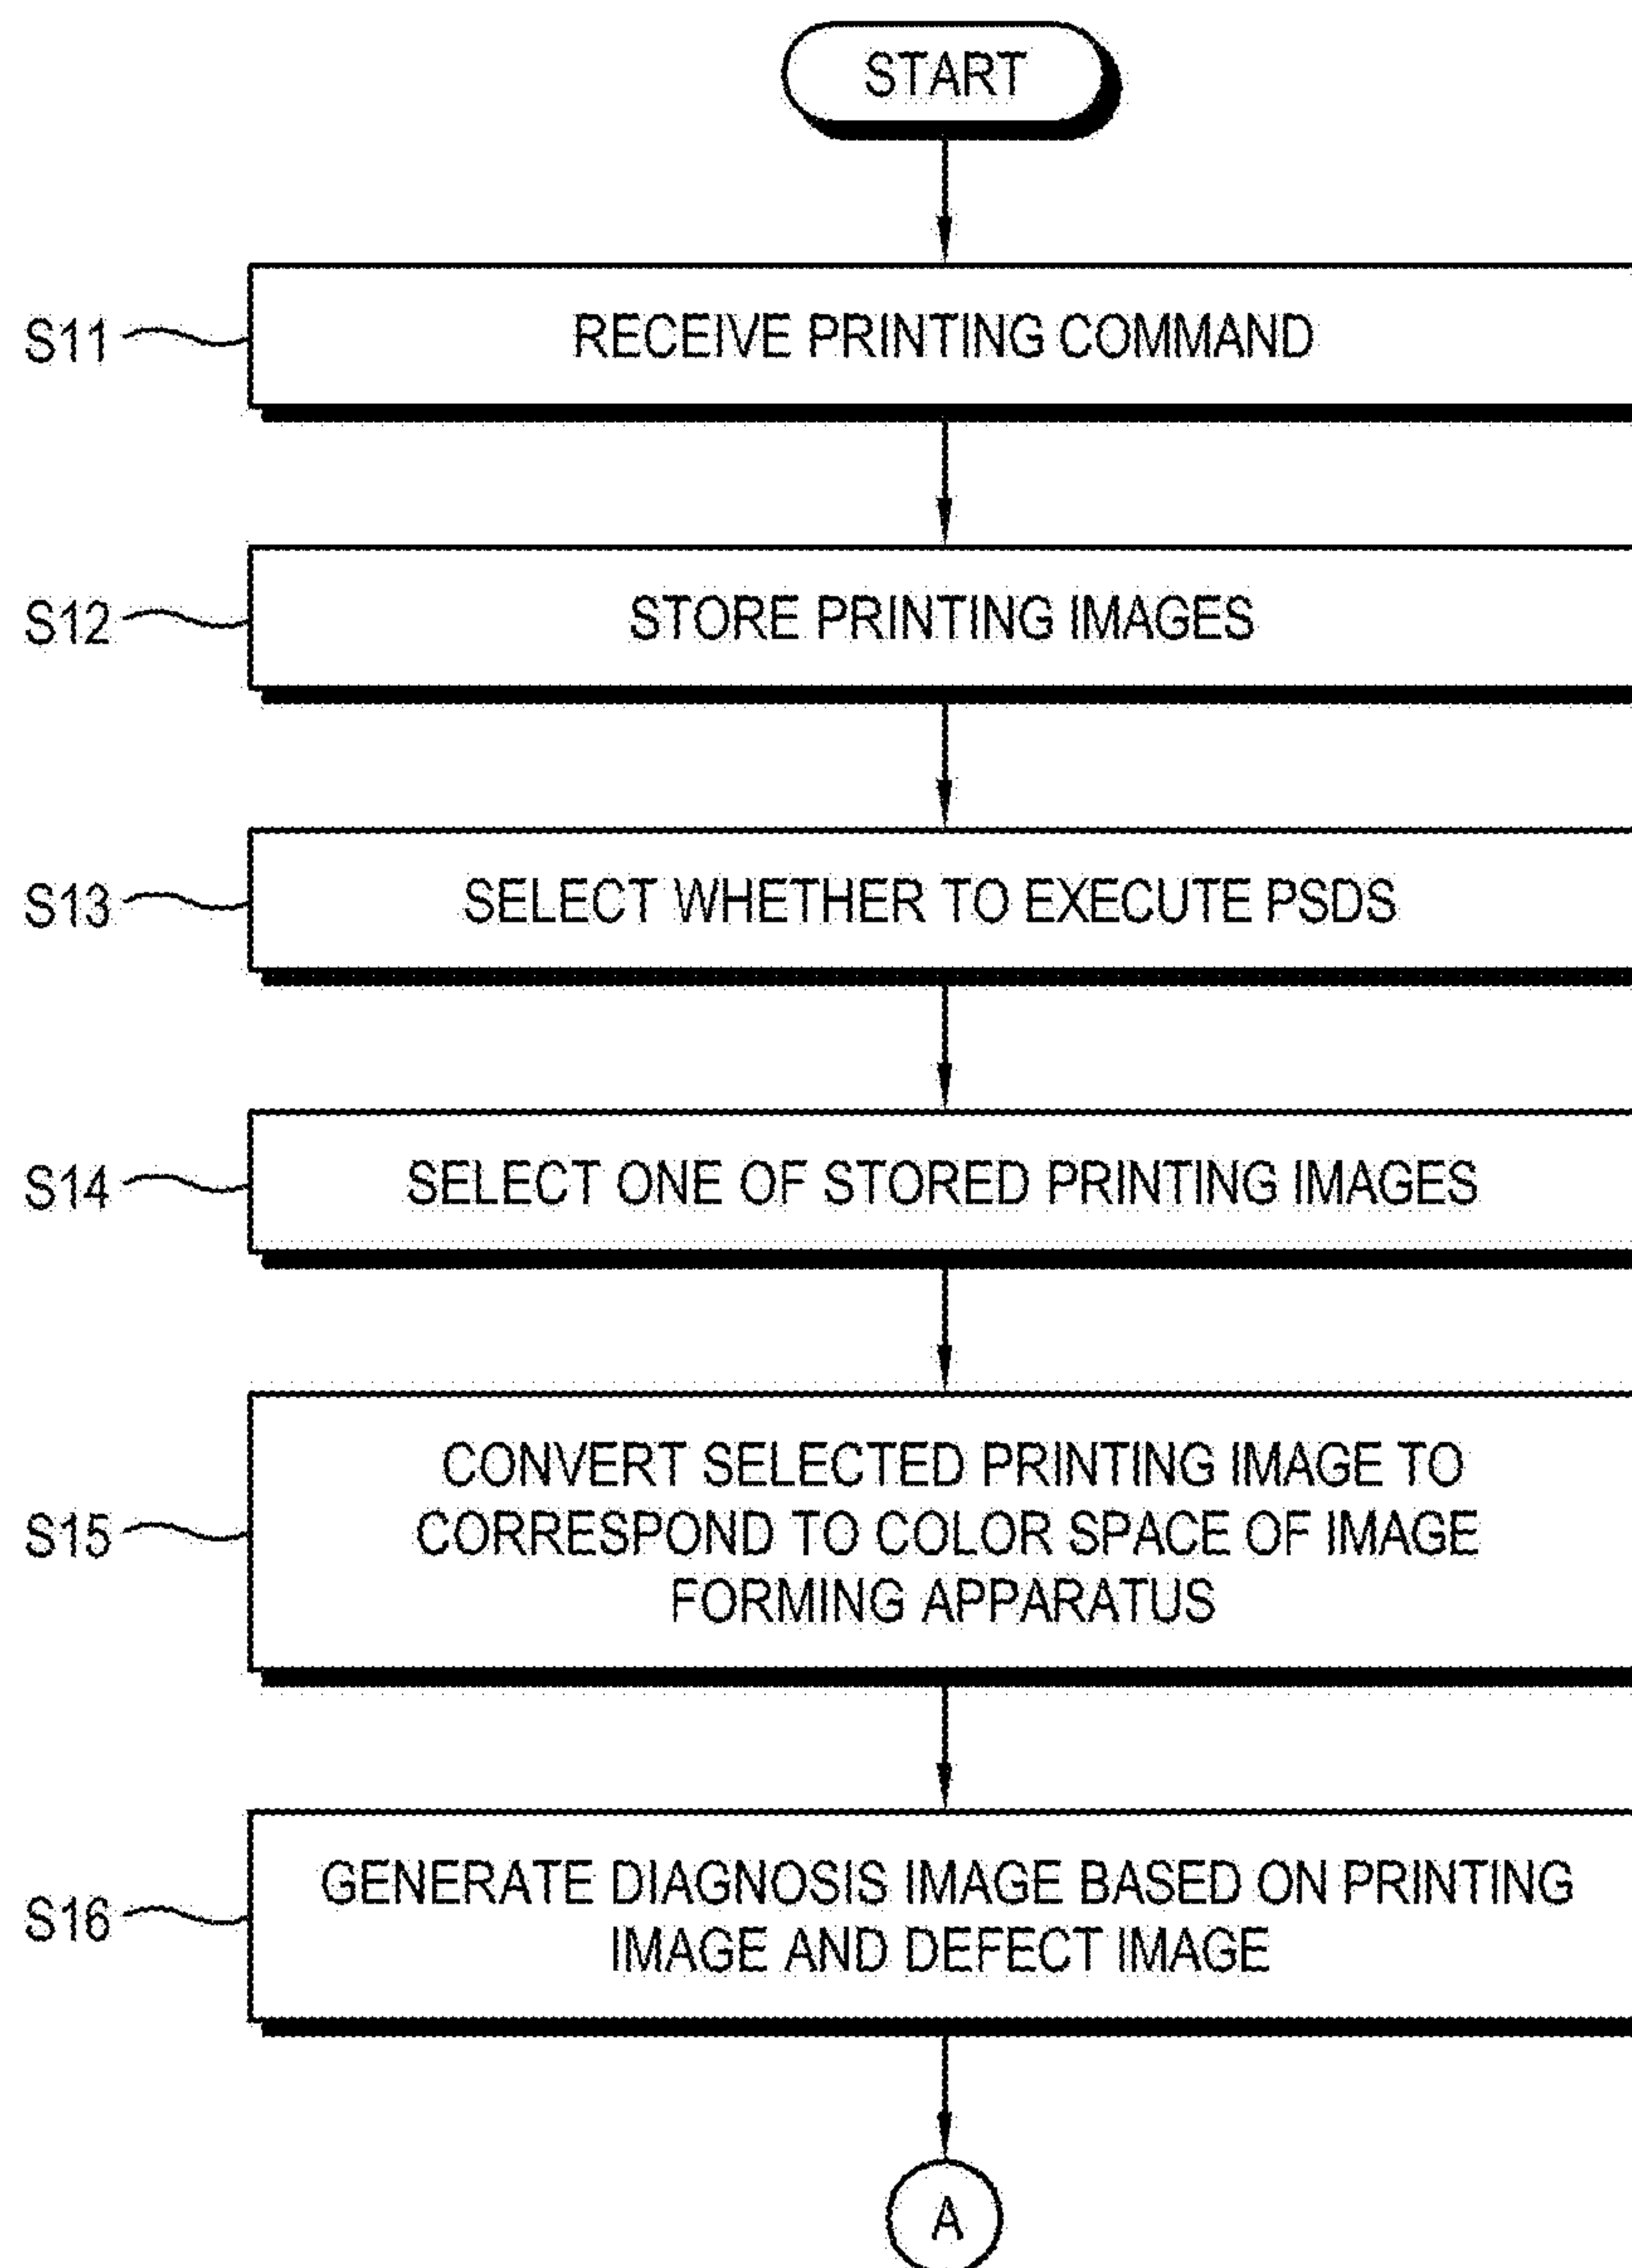 START
S11
RECEIVE PRINTING COMMAND
S12
STORE PRINTING IMAGES
S13
SELECT WHETHER TO EXECUTE PSDS
S14
SELECT ONE OF STORED PRINTING IMAGES
S15
CONVERT SELECTED PRINTING IMAGE TO
CORRESPOND TO COLOR SPACE OF IMAGE
FORMING APPARATUS
S16
GENERATE DIAGNOSIS IMAGE BASED ON PRINTING
IMAGE AND DEFECT IMAGE
A